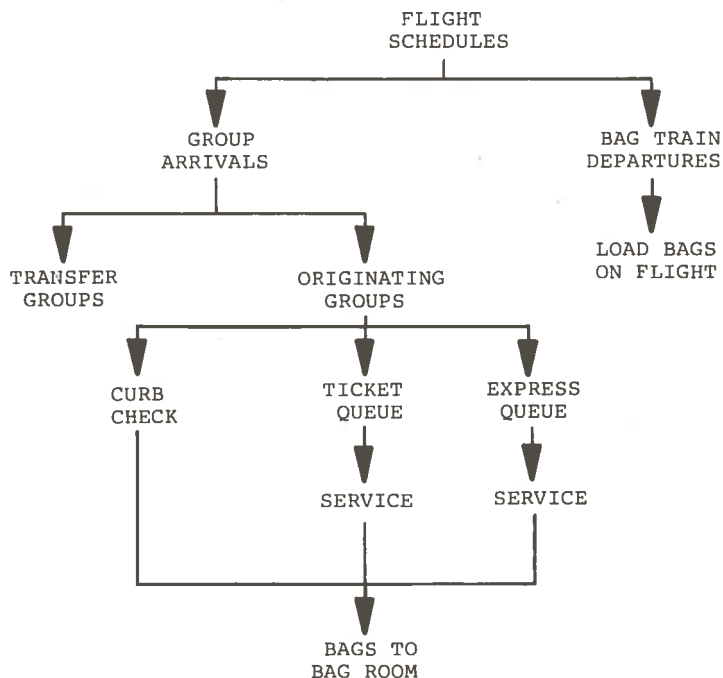 FLIGHT
SCHEDULES
GROUP
ARRIVALS
BAG TRAIN
DEPARTURES
TRANSFER
GROUPS
ORIGINATING
GROUPS
LOAD BAGS
ON FLIGHT
CURB
CHECK
TICKET
QUEUE
EXPRESS
QUEUE
SERVICE
SERVICE
BAGS TO
BAG ROOM